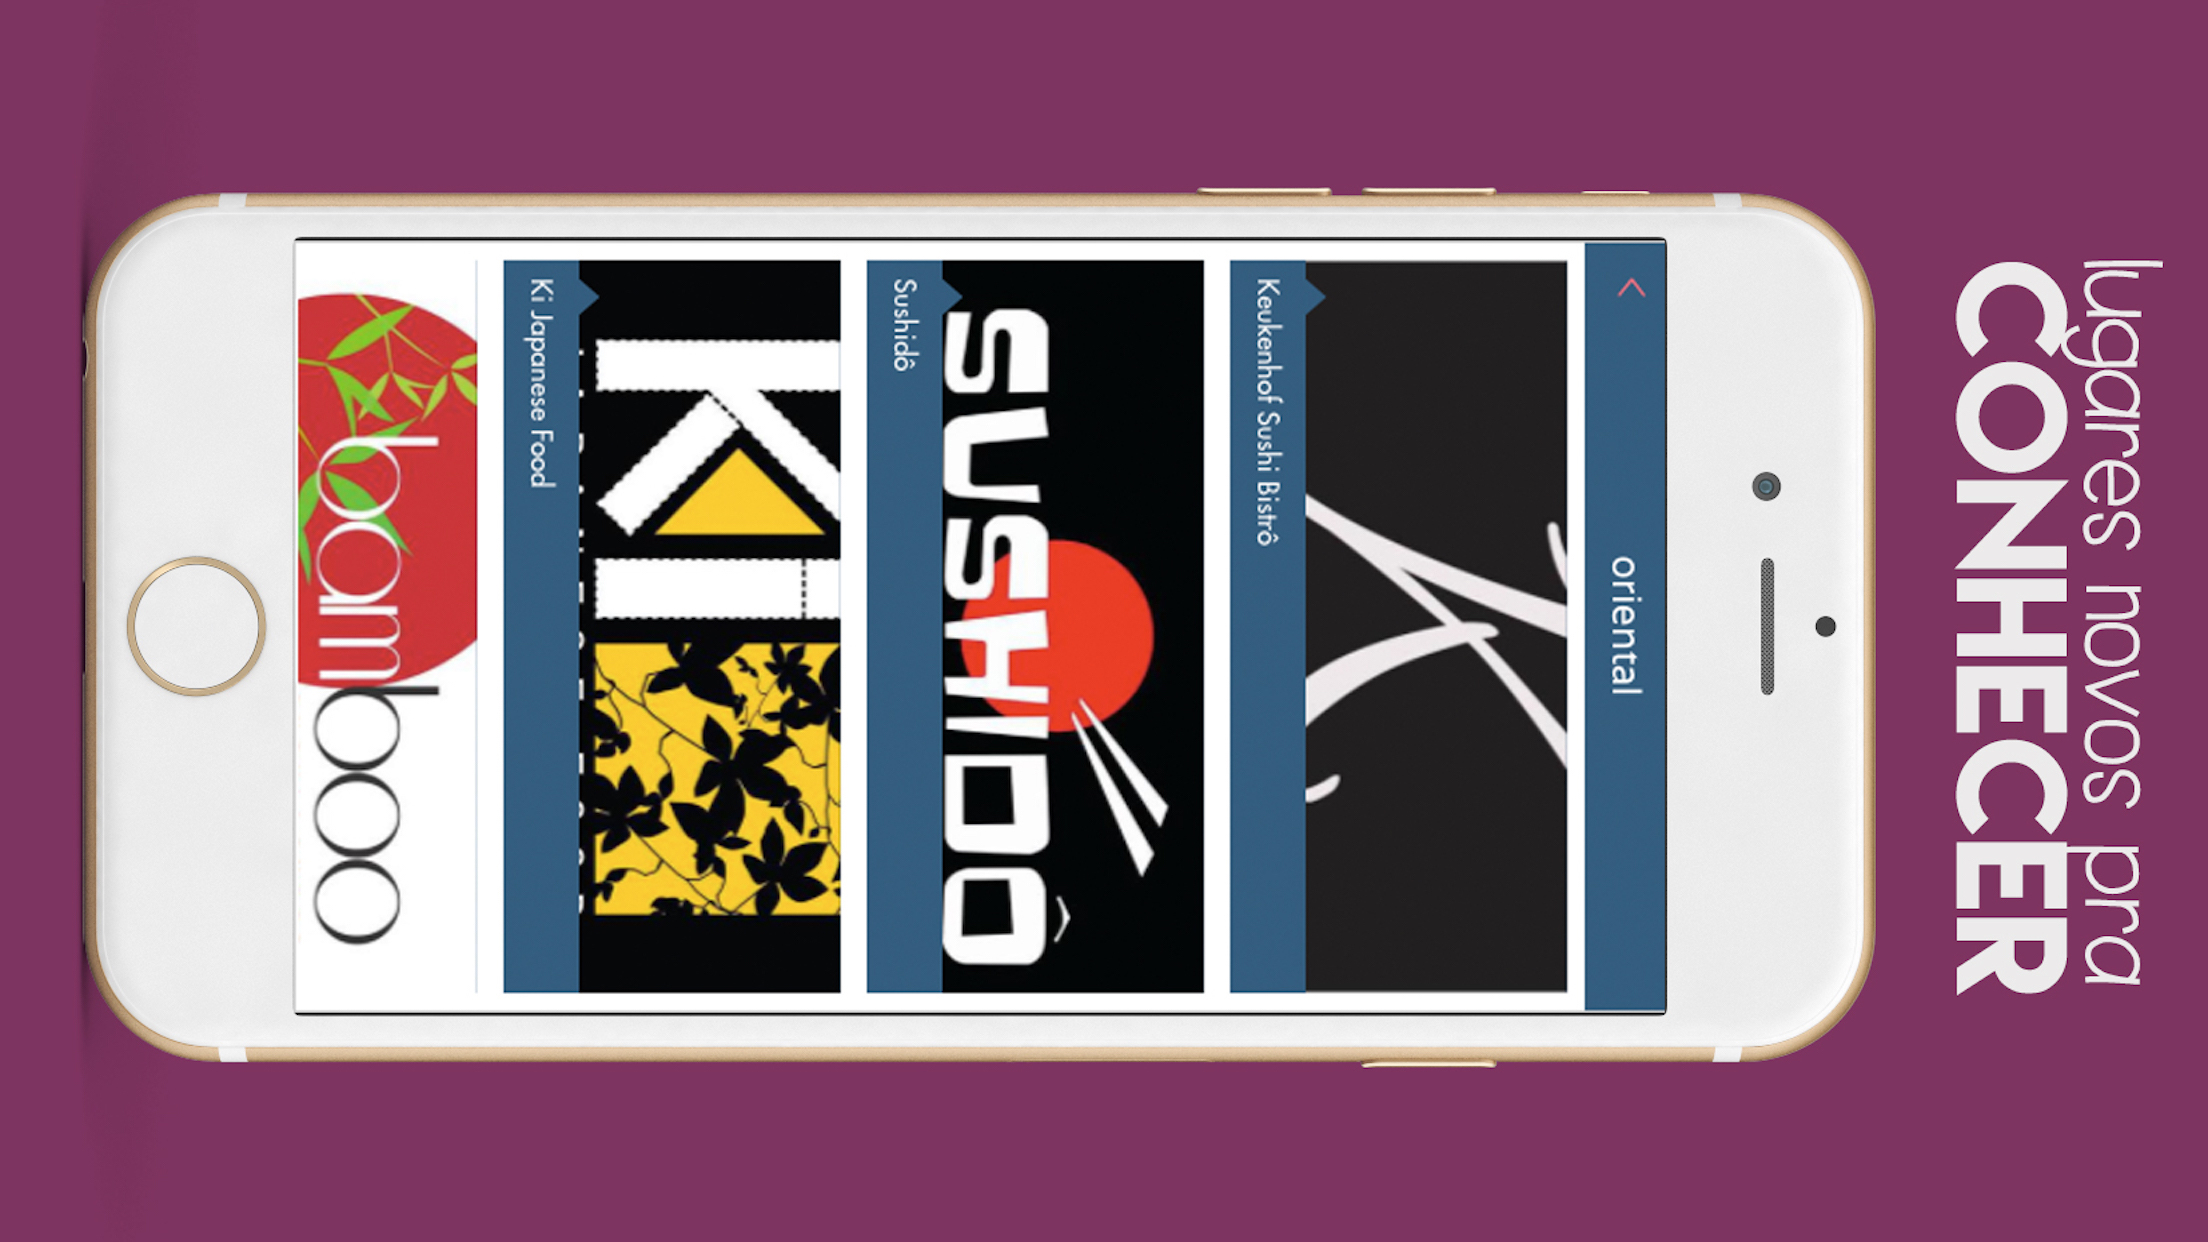 lugares novos pra
CONHECER
oriental
Keukenhof Sushi Bistrô
SUSHIDÔ
Sushidô
KI
Ki Japanese Food
bamboo